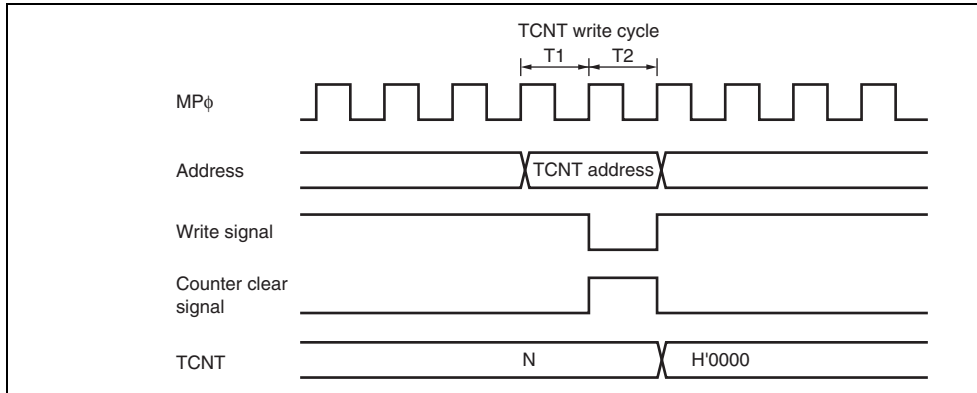 TCNT write cycle
T1 T2
MPϕ
Address
TCNT address
Write signal
Counter clear
signal
TCNT
N
H'0000